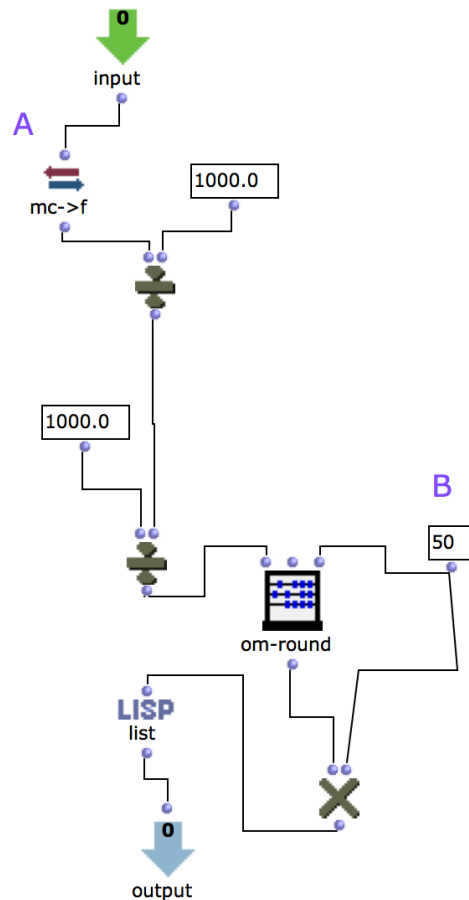 0
input
A
1000.0
mc->f
1000.0
B
50
om-round
LISP
list
0
output